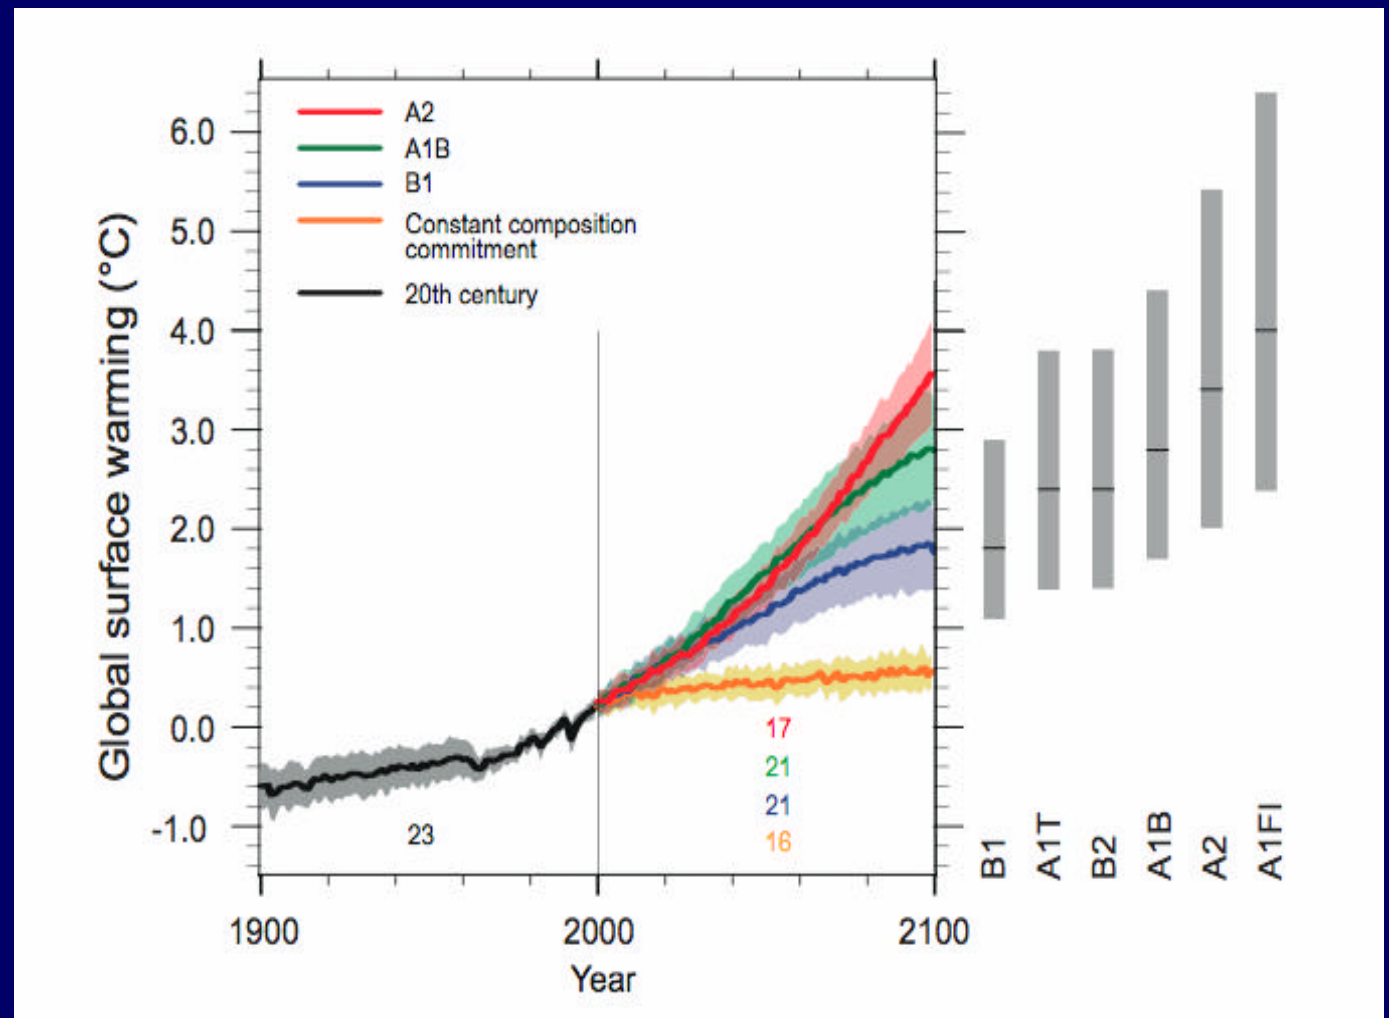 A2
A1B
B1
Constant composition
commitment
20th century
Global surface warming (°C)
6.0
5.0
4.0
3.0
2.0
1.0
0.0
-1.0
23
17
21
21
16
1900
2000
2100
Year
B1
A1T
B2
A1B
A2
A1FI